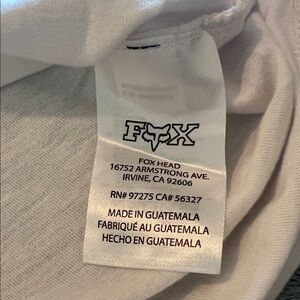 FOX
FOX HEAD
16752 ARMSTRONG AVE.
IRVINE, CA 92606
RN# 97275 CA# 56327
MADE IN GUATEMALA
FABRIQUÉ AU GUATEMALA
HECHO EN GUATEMALA